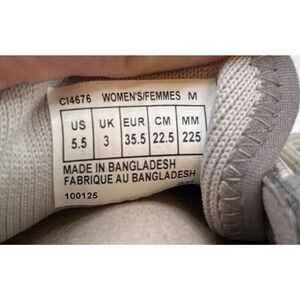 CI4676 WOMEN'S/FEMMES M
US UK EUR CM MM
5.5 3 35.5 22.5 225
MADE IN BANGLADESH
FABRIQUE AU BANGLADESH
100125